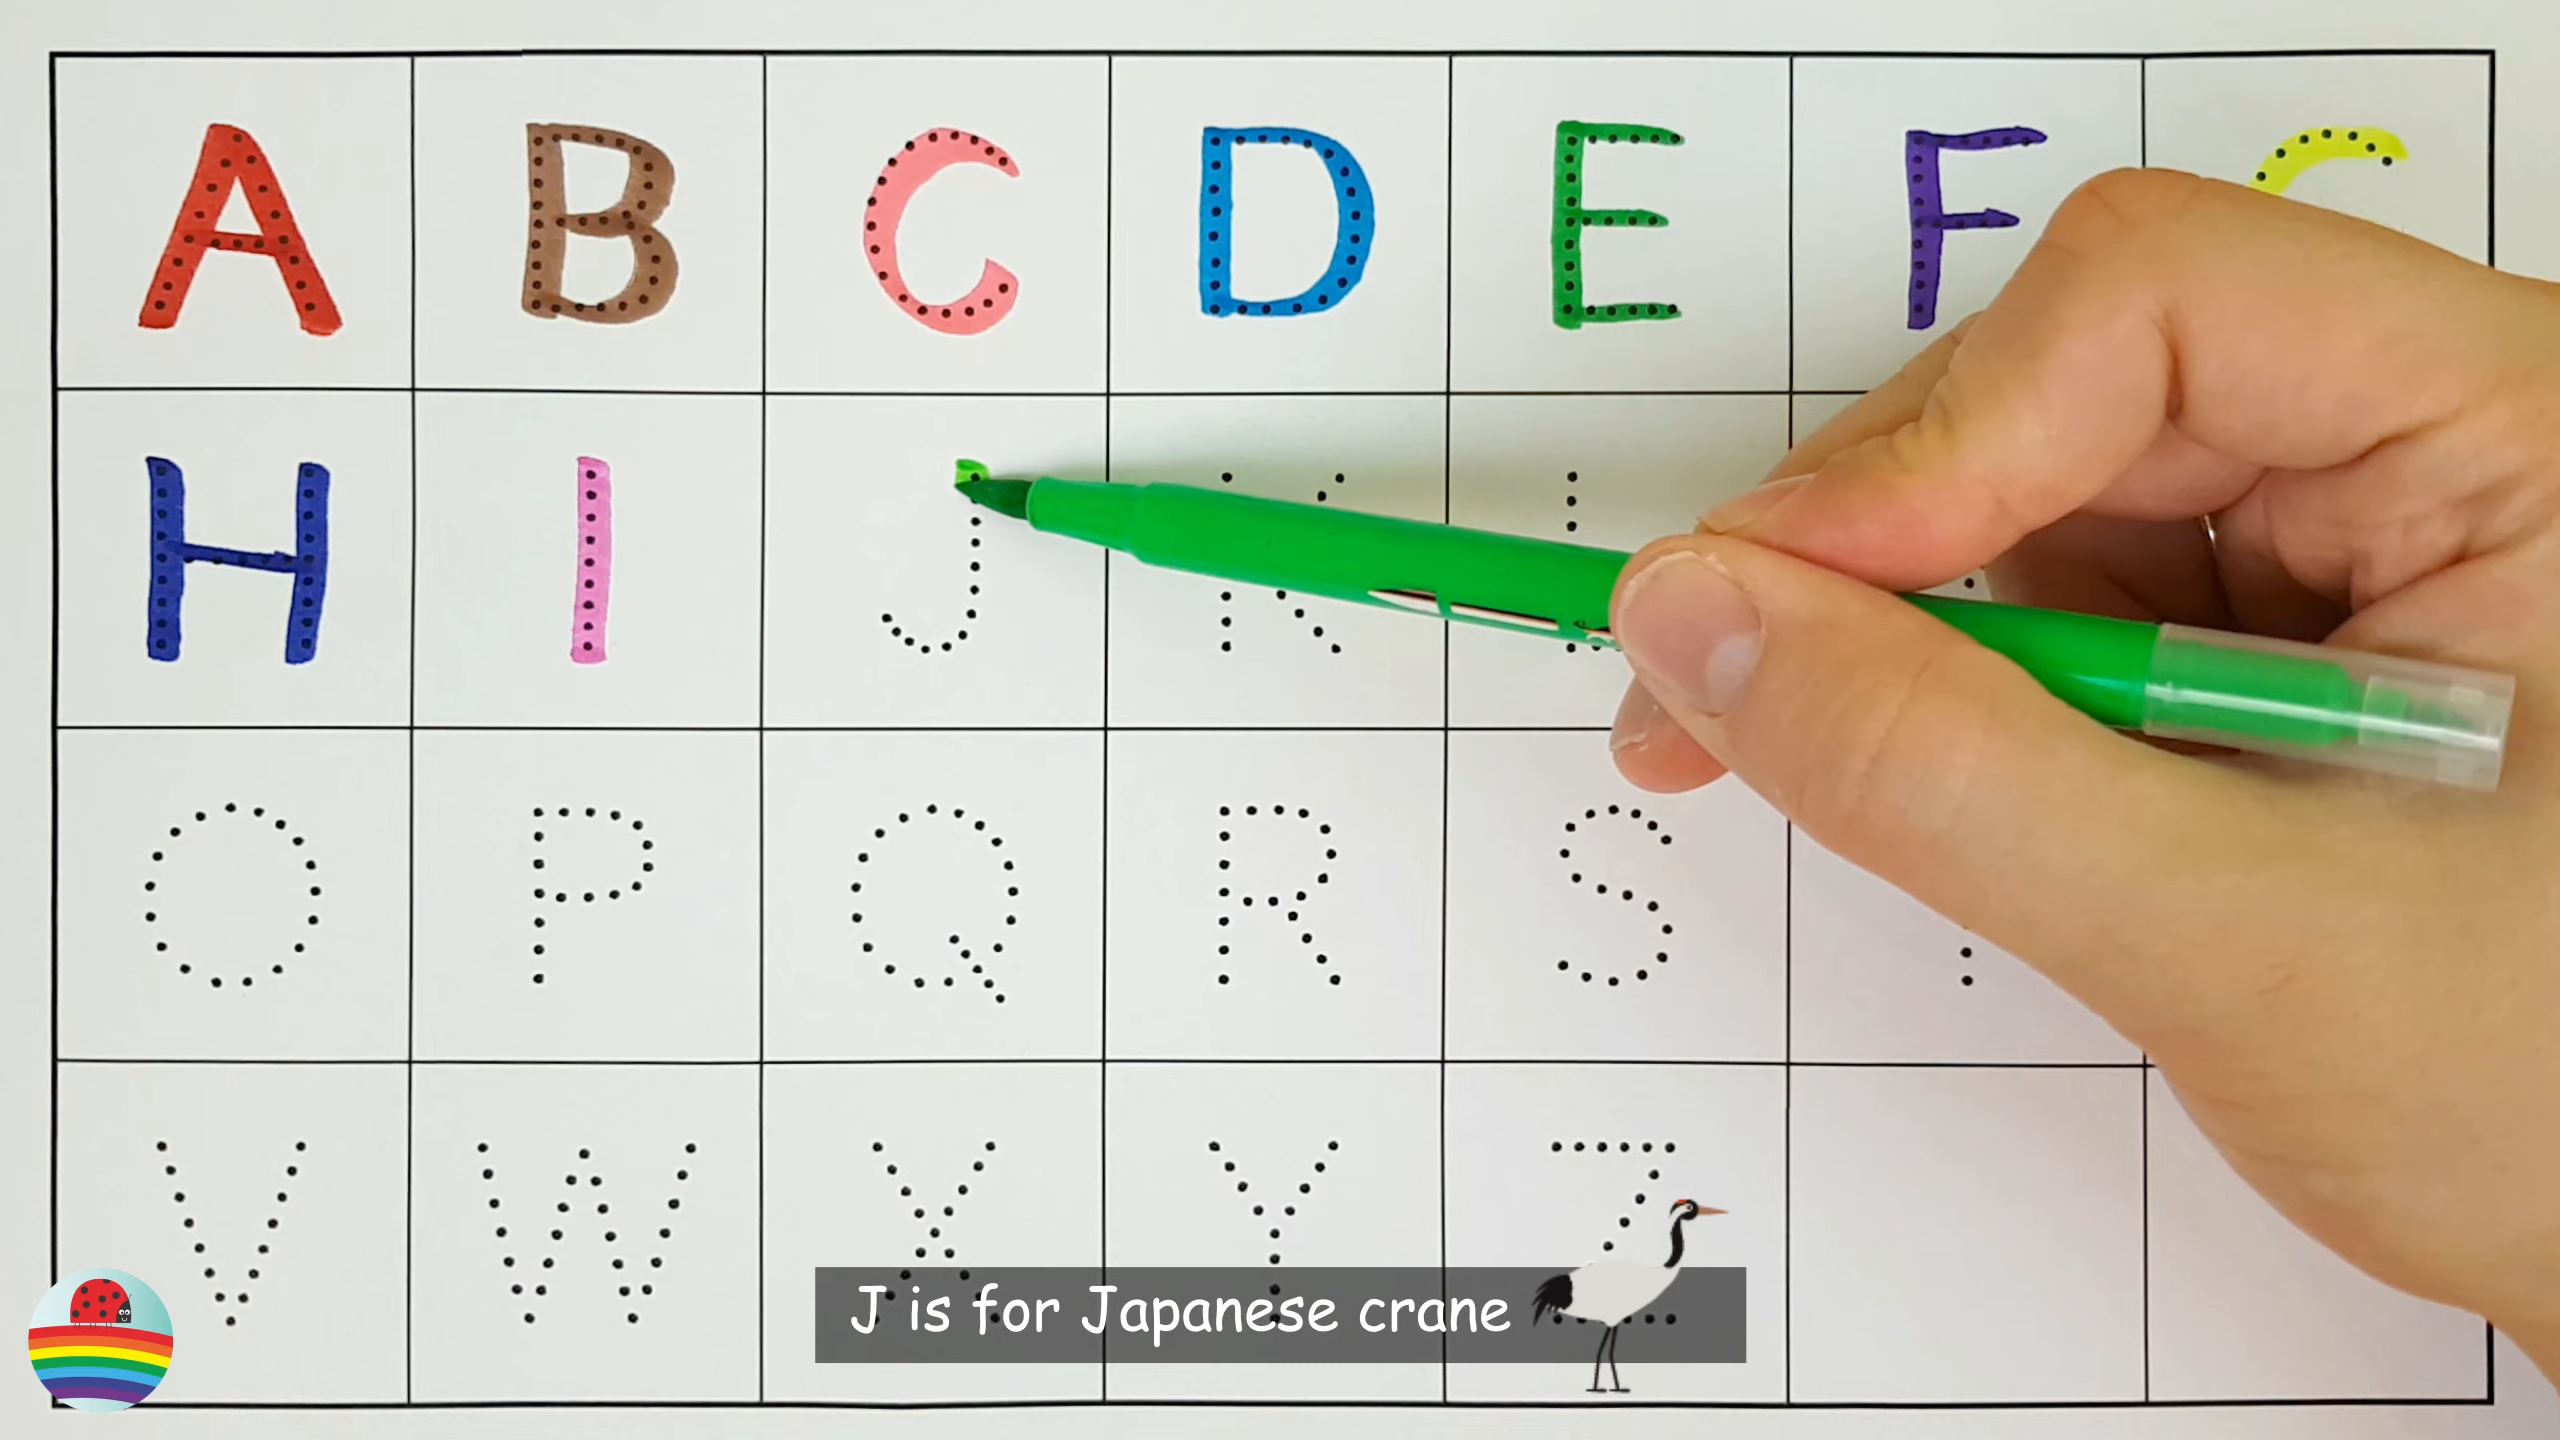 A B C D E F G
H I J K L
O P Q R S
V W X Y Z
J is for Japanese crane